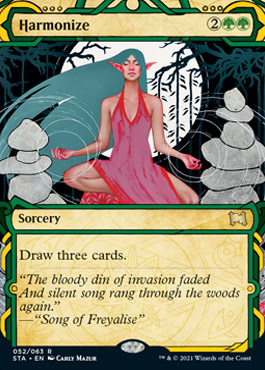 Harmonize 2
Sorcery
Draw three cards.
“The bloody din of invasion faded
And silent song rang through the woods
again.”
—“Song of Freyalise”
052/063 R
STA • EN CARLY MAZUR ™ & © 2021 Wizards of the Coast